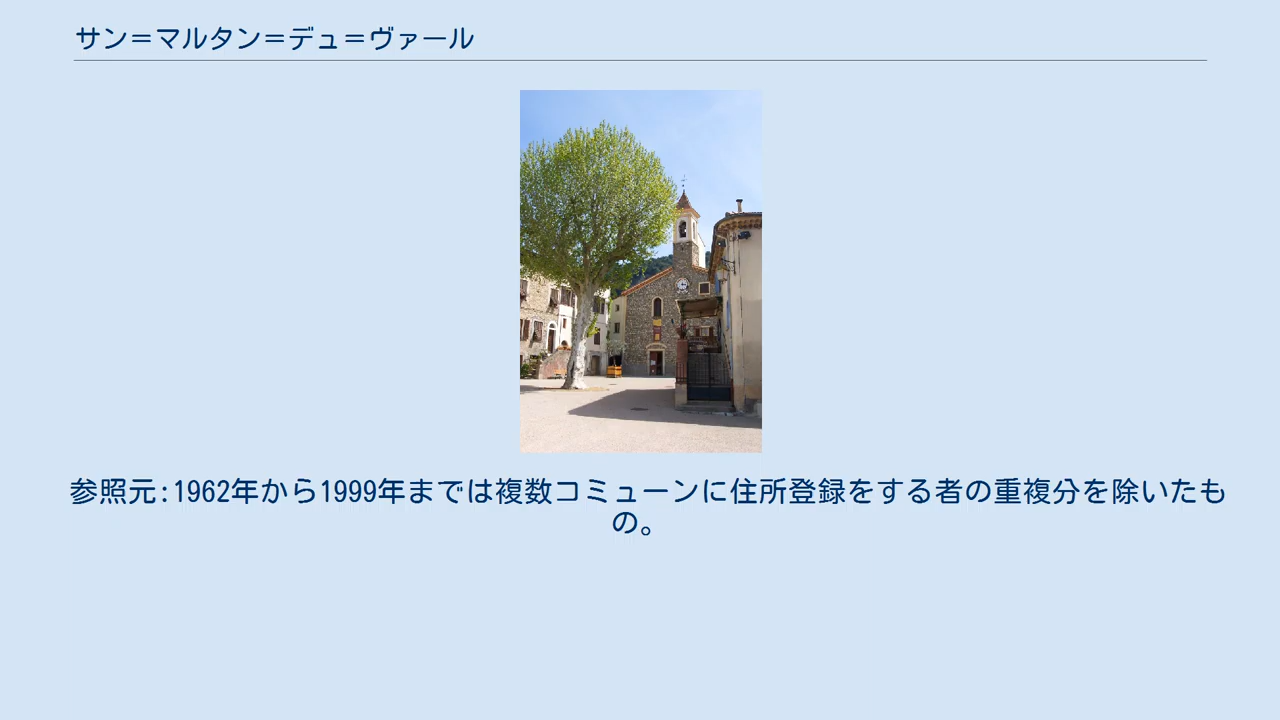 サン＝マルタン＝デュ＝ヴァール
参照元:1962年から1999年までは複数コミューンに住所登録をする者の重複分を除いたも
の。